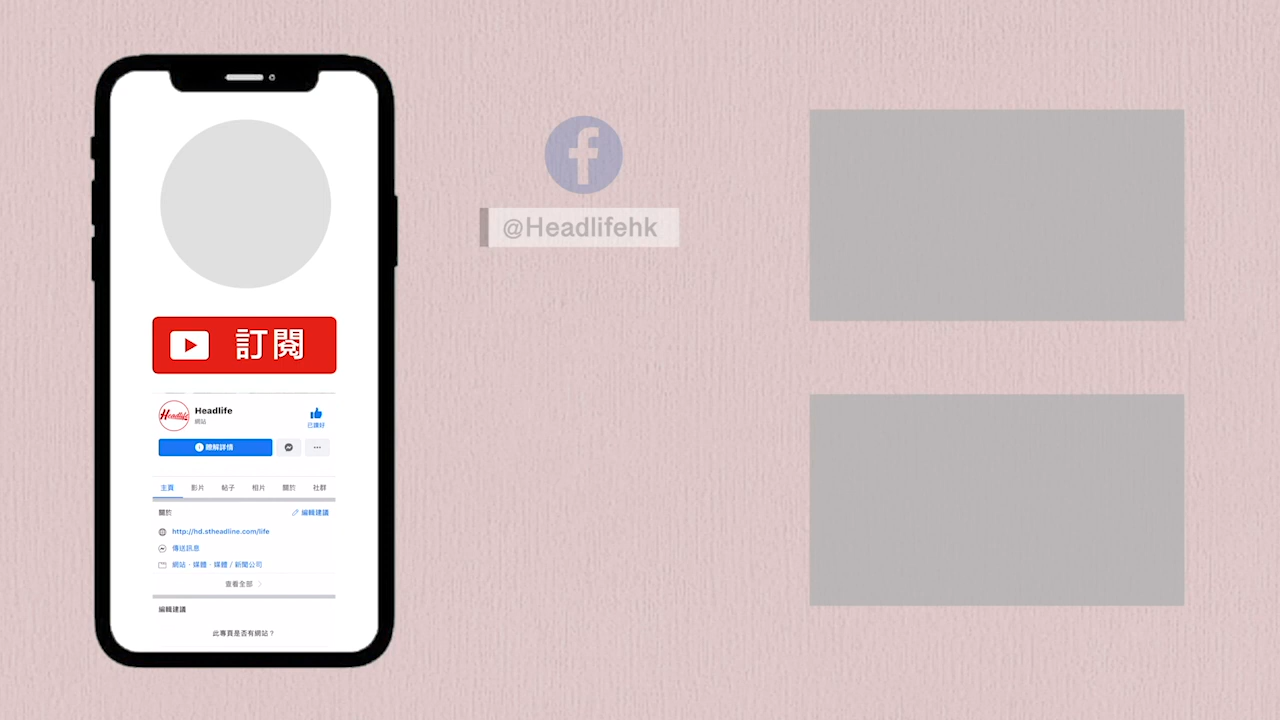 訂閱
Headlife
Headlife
網站
已讚好
瞭解詳情
主頁 影片 帖子 相片 關於 社群
關於 編輯建議
http://hd.stheadline.com/life
傳送訊息
網站 · 媒體 · 媒體 / 新聞公司
查看全部
編輯建議
此專頁是否有網站？
@Headlifehk